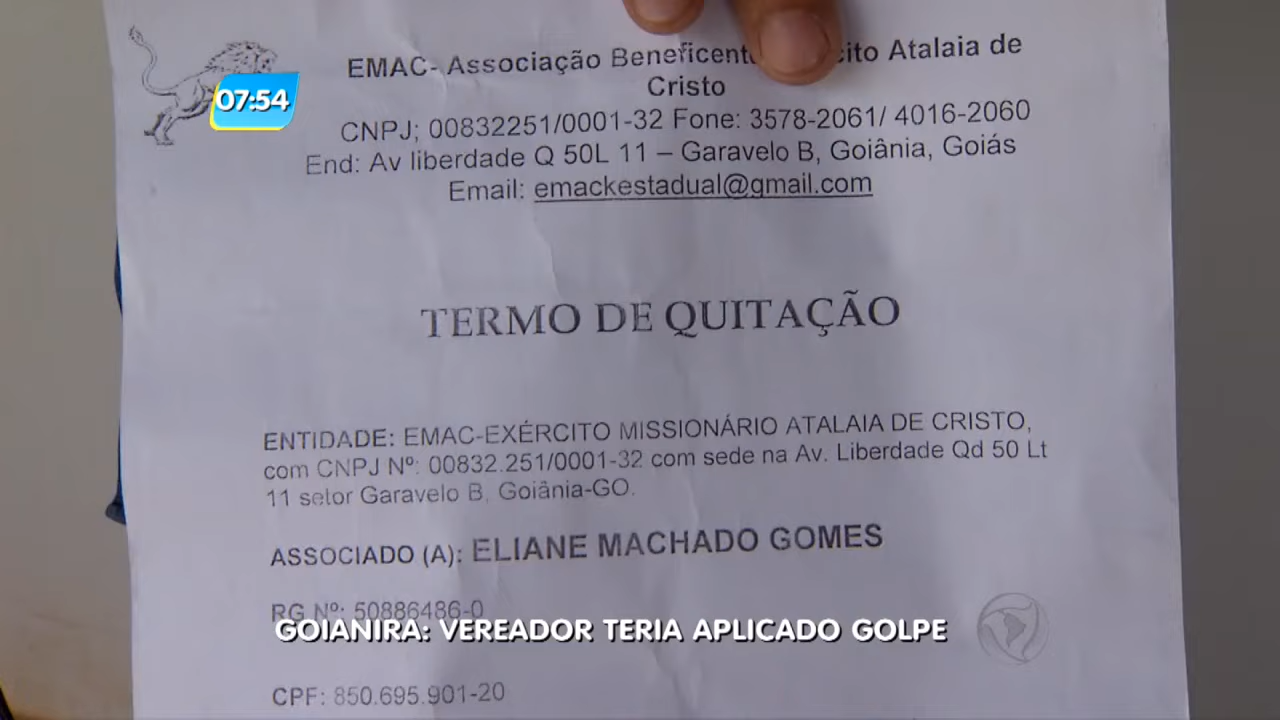 EMAC- Associação Beneficente Exército Atalaia de
Cristo
07:54
CNPJ; 00832251/0001-32 Fone: 3578-2061/ 4016-2060
End: Av liberdade Q 50L 11 – Garavelo B, Goiânia, Goiás
Email: emackestadual@gmail.com
TERMO DE QUITAÇÃO
ENTIDADE: EMAC-EXÉRCITO MISSIONÁRIO ATALAIA DE CRISTO,
com CNPJ Nº: 00832.251/0001-32 com sede na Av. Liberdade Qd 50 Lt
11 setor Garavelo B, Goiânia-GO.
ASSOCIADO (A): ELIANE MACHADO GOMES
RG Nº: 50886486-0
GOIANIRA: VEREADOR TERIA APLICADO GOLPE
CPF: 850.695.901-20